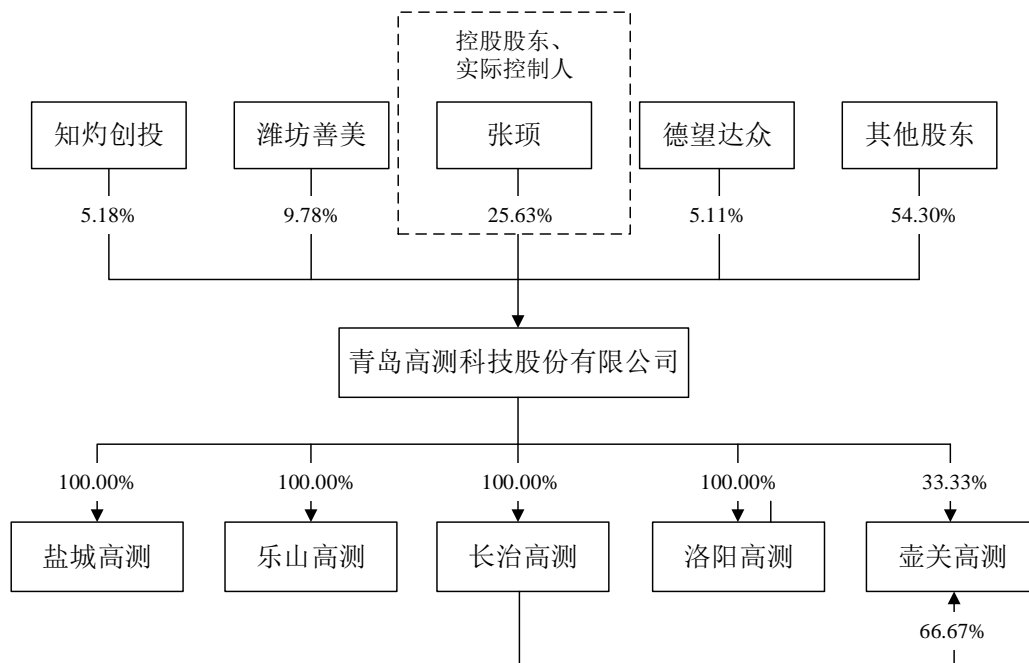 控股股东、
实际控制人
知灼创投
潍坊善美
张顼
德望达众
其他股东
5.18%
9.78%
25.63%
5.11%
54.30%
青岛高测科技股份有限公司
100.00%
100.00%
100.00%
100.00%
33.33%
盐城高测
乐山高测
长治高测
洛阳高测
壶关高测
66.67%